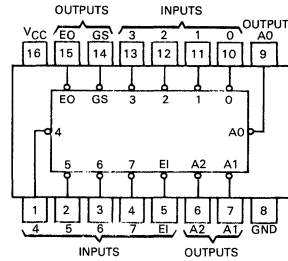 OUTPUTS INPUTS OUTPUT
VCC EO GS 3 2 1 0 A0
16 15 14 13 12 11 10 9
EO GS 3 2 1 0
4 A0
5 6 7 EI A2 A1
1 2 3 4 5 6 7 8
4 5 6 7 EI A2 A1 GND
INPUTS OUTPUTS